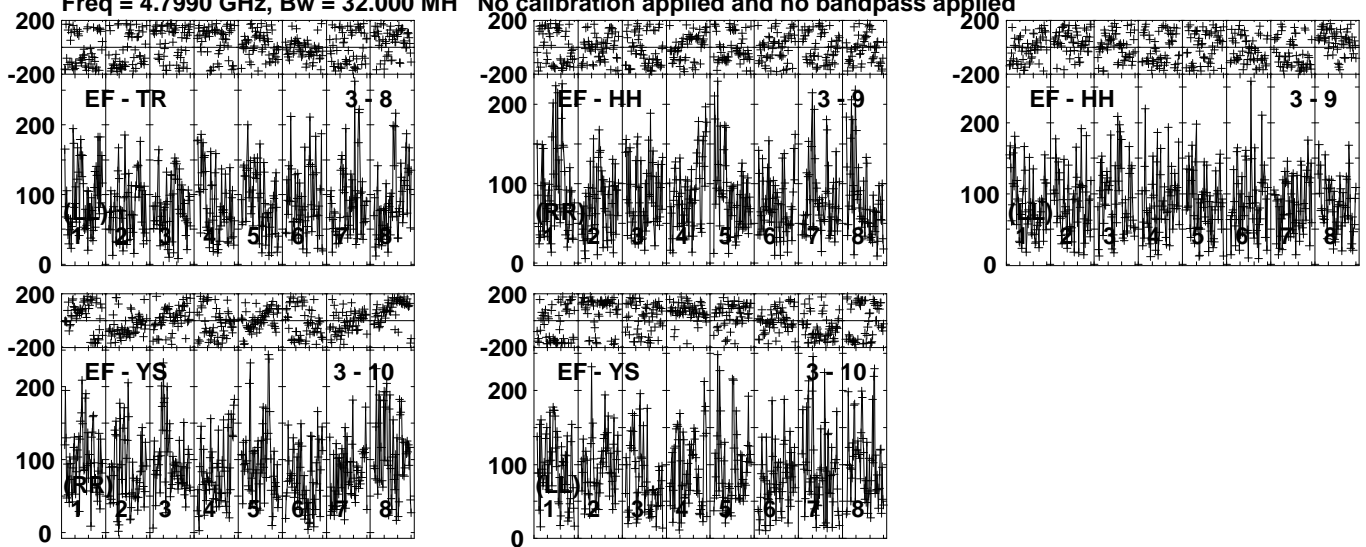 Freq = 4.7990 GHz, Bw = 32.000 MH No calibration applied and no bandpass applied
200
-200
EF - TR 3 - 8
200
100
(LL)
1 2 3 4 5 6 7 8
0
EF - HH 3 - 9
200
100
(RR)
1 2 3 4 5 6 7 8
0
200
-200
EF - HH 3 - 9
200
100
(LL)
1 2 3 4 5 6 7 8
0
200
-200
200
-200
EF - YS 3 - 10
200
100
(RR)
1 2 3 4 5 6 7 8
0
200
-200
EF - YS 3 - 10
200
100
(LL)
1 2 3 4 5 6 7 8
0